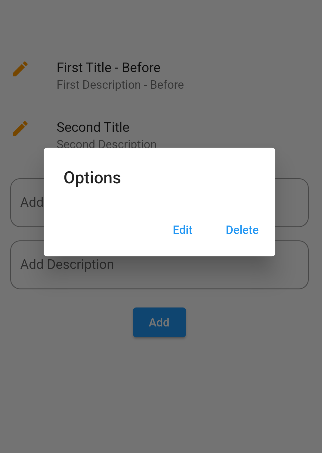 First Title - Before
First Description - Before
Second Title
Second Description
Options
Add
Edit
Delete
Add Description
Add